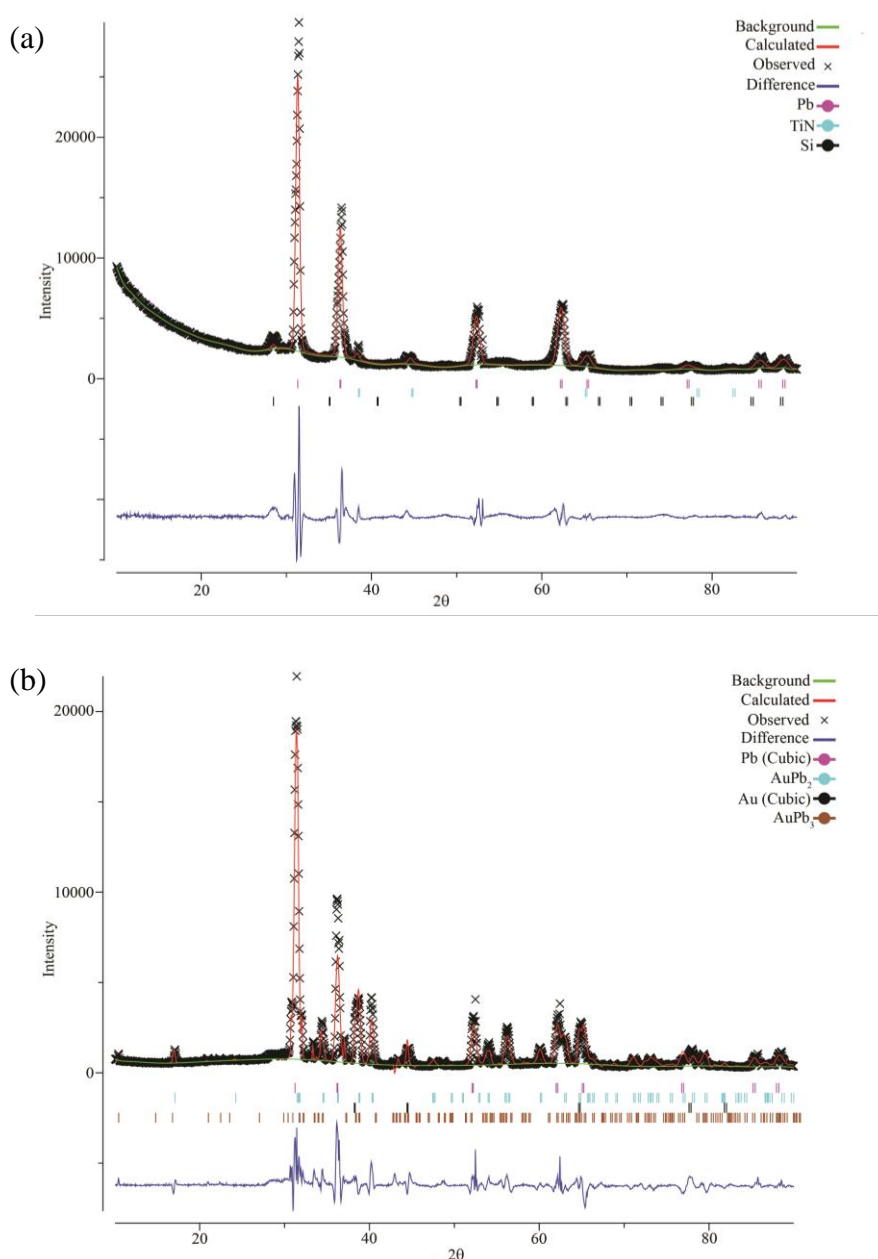 (a)
Background
Calculated
Observed
Difference
Pb
TiN
Si
20000
10000
0
Intensity
20
40
60
80
2θ
(b)
Background
Calculated
Observed
Difference
Pb (Cubic)
AuPb₂
Au (Cubic)
AuPb₃
20000
10000
0
Intensity
20
40
60
80
2θ